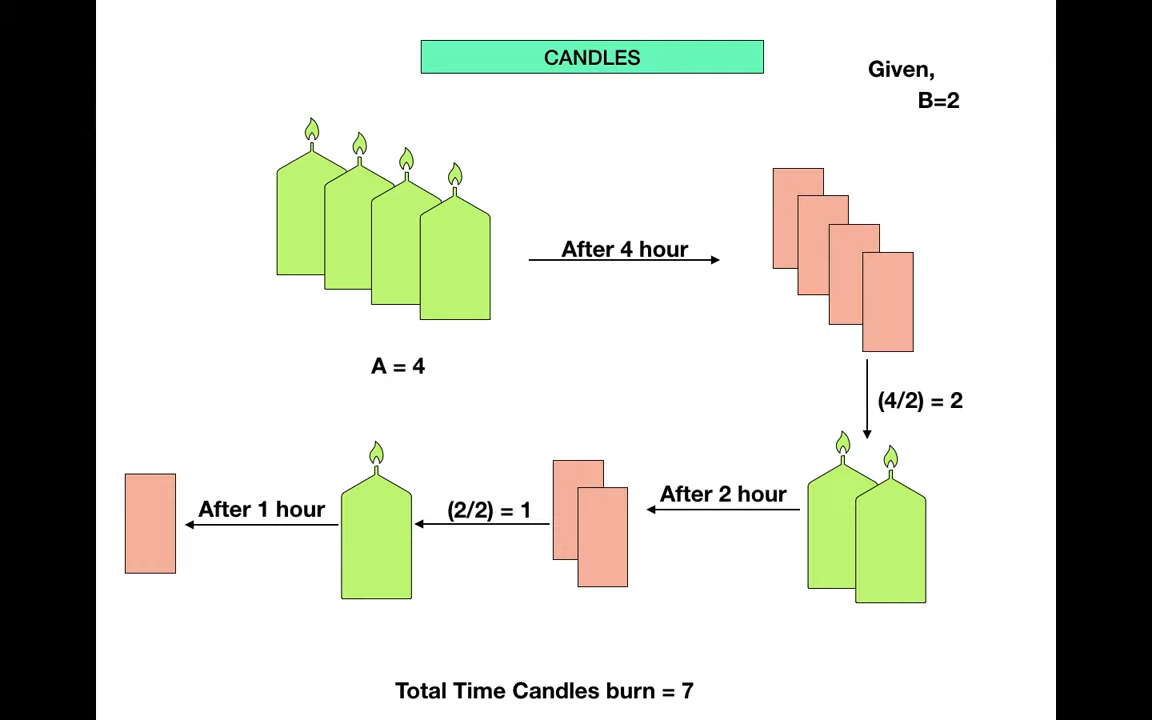 CANDLES
Given,
B=2
After 4 hour
A = 4
(4/2) = 2
After 2 hour
(2/2) = 1
After 1 hour
Total Time Candles burn = 7